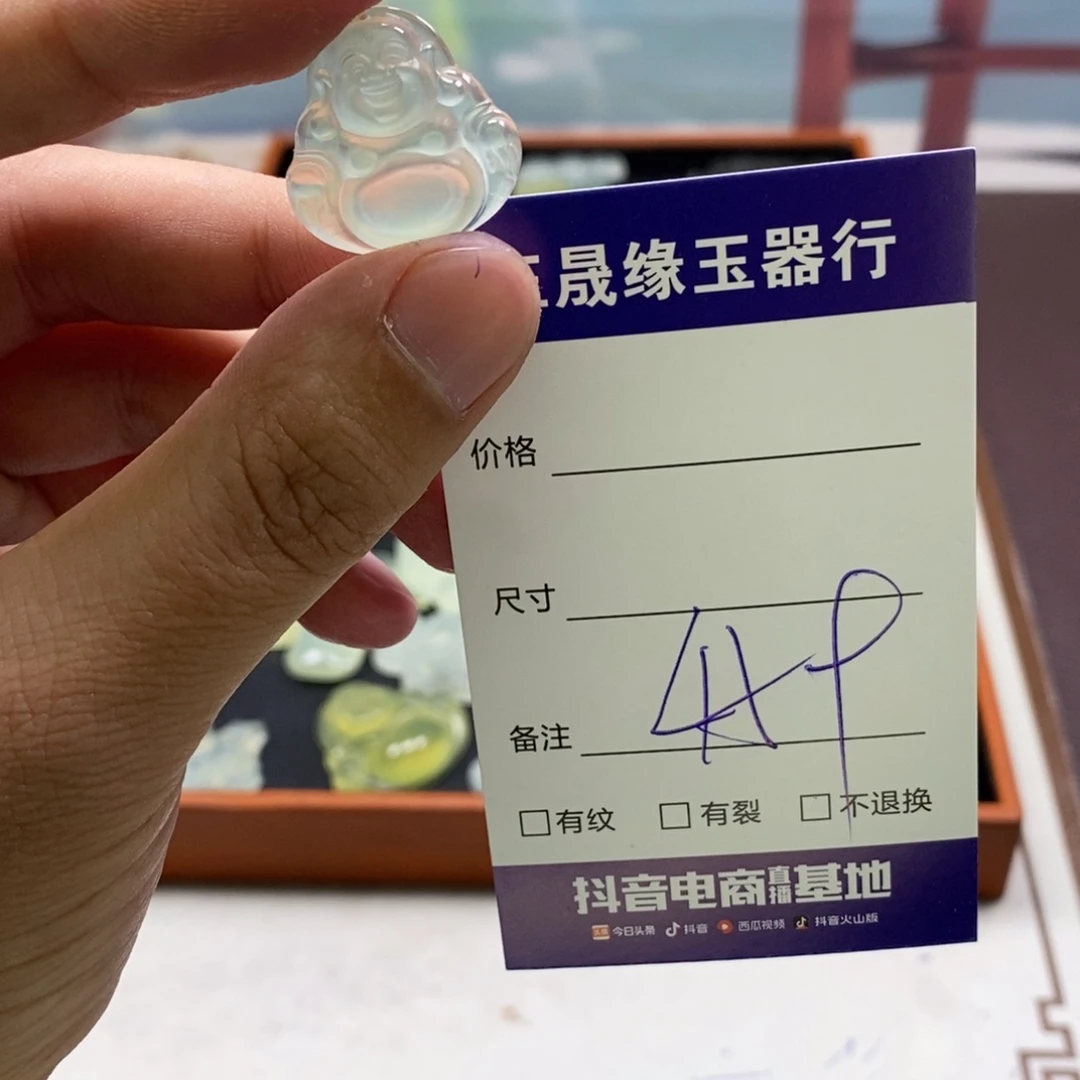 晟缘玉器行
价格
尺寸
备注
有纹 有裂 不退换
抖音电商直播基地
今日头条 抖音 西瓜视频 抖音火山版